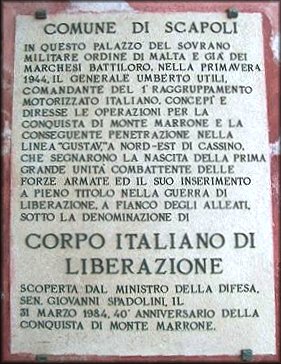 COMUNE DI SCAPOLI
IN QUESTO PALAZZO DEL SOVRANO
MILITARE ORDINE DI MALTA E GIA' DEI
MARCHESI BATTILORO, NELLA PRIMAVERA
1944, IL GENERALE UMBERTO UTILI,
COMANDANTE DEL 1° RAGGRUPPAMENTO
MOTORIZZATO ITALIANO, CONCEPÌ E
DIRESSE LE OPERAZIONI PER LA
CONQUISTA DI MONTE MARRONE E LA
CONSEGUENTE PENETRAZIONE NELLA
LINEA "GUSTAV," A NORD-EST DI CASSINO,
CHE SEGNARONO LA NASCITA DELLA PRIMA
GRANDE UNITÀ COMBATTENTE DELLE
FORZE ARMATE ED IL SUO INSERIMENTO
A PIENO TITOLO NELLA GUERRA DI
LIBERAZIONE, A FIANCO DEGLI ALLEATI,
SOTTO LA DENOMINAZIONE DI
CORPO ITALIANO DI
LIBERAZIONE
SCOPERTA DAL MINISTRO DELLA DIFESA,
SEN. GIOVANNI SPADOLINI, IL
31 MARZO 1984, 40° ANNIVERSARIO DELLA
CONQUISTA DI MONTE MARRONE.